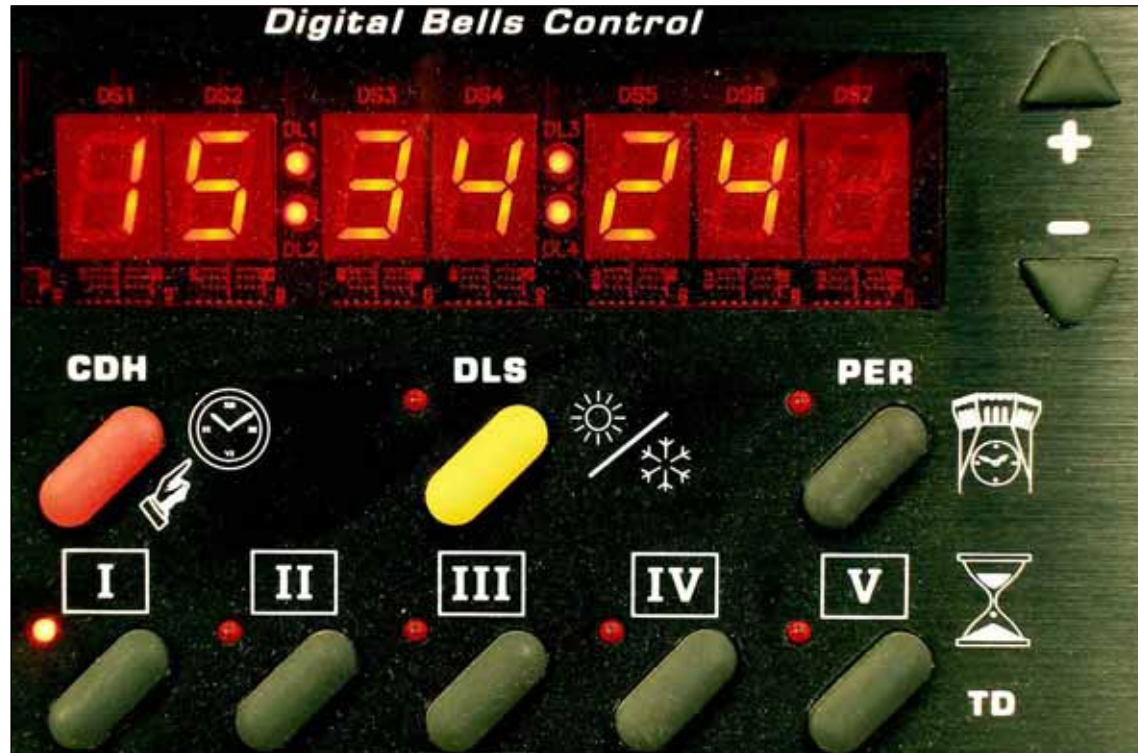 Digital Bells Control
DS1 DS2 DS3 DS4 DS5 DS6 DS7
DL1 DL3
15:34:24
DL2 DL4
+
-
CDH DLS PER
I II III IV V
TD